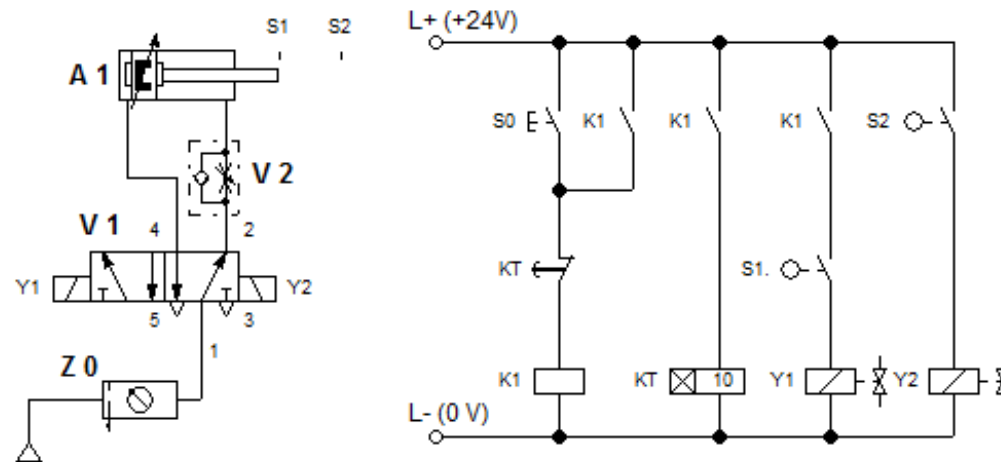 L+ (+24V)
S1 S2
A 1
S0 K1 K1 K1 S2
V 2
V 1 4 2
KT S1.
Y1 Y2
5 3
1
Z 0
K1 KT 10 Y1 Y2
L- (0 V)